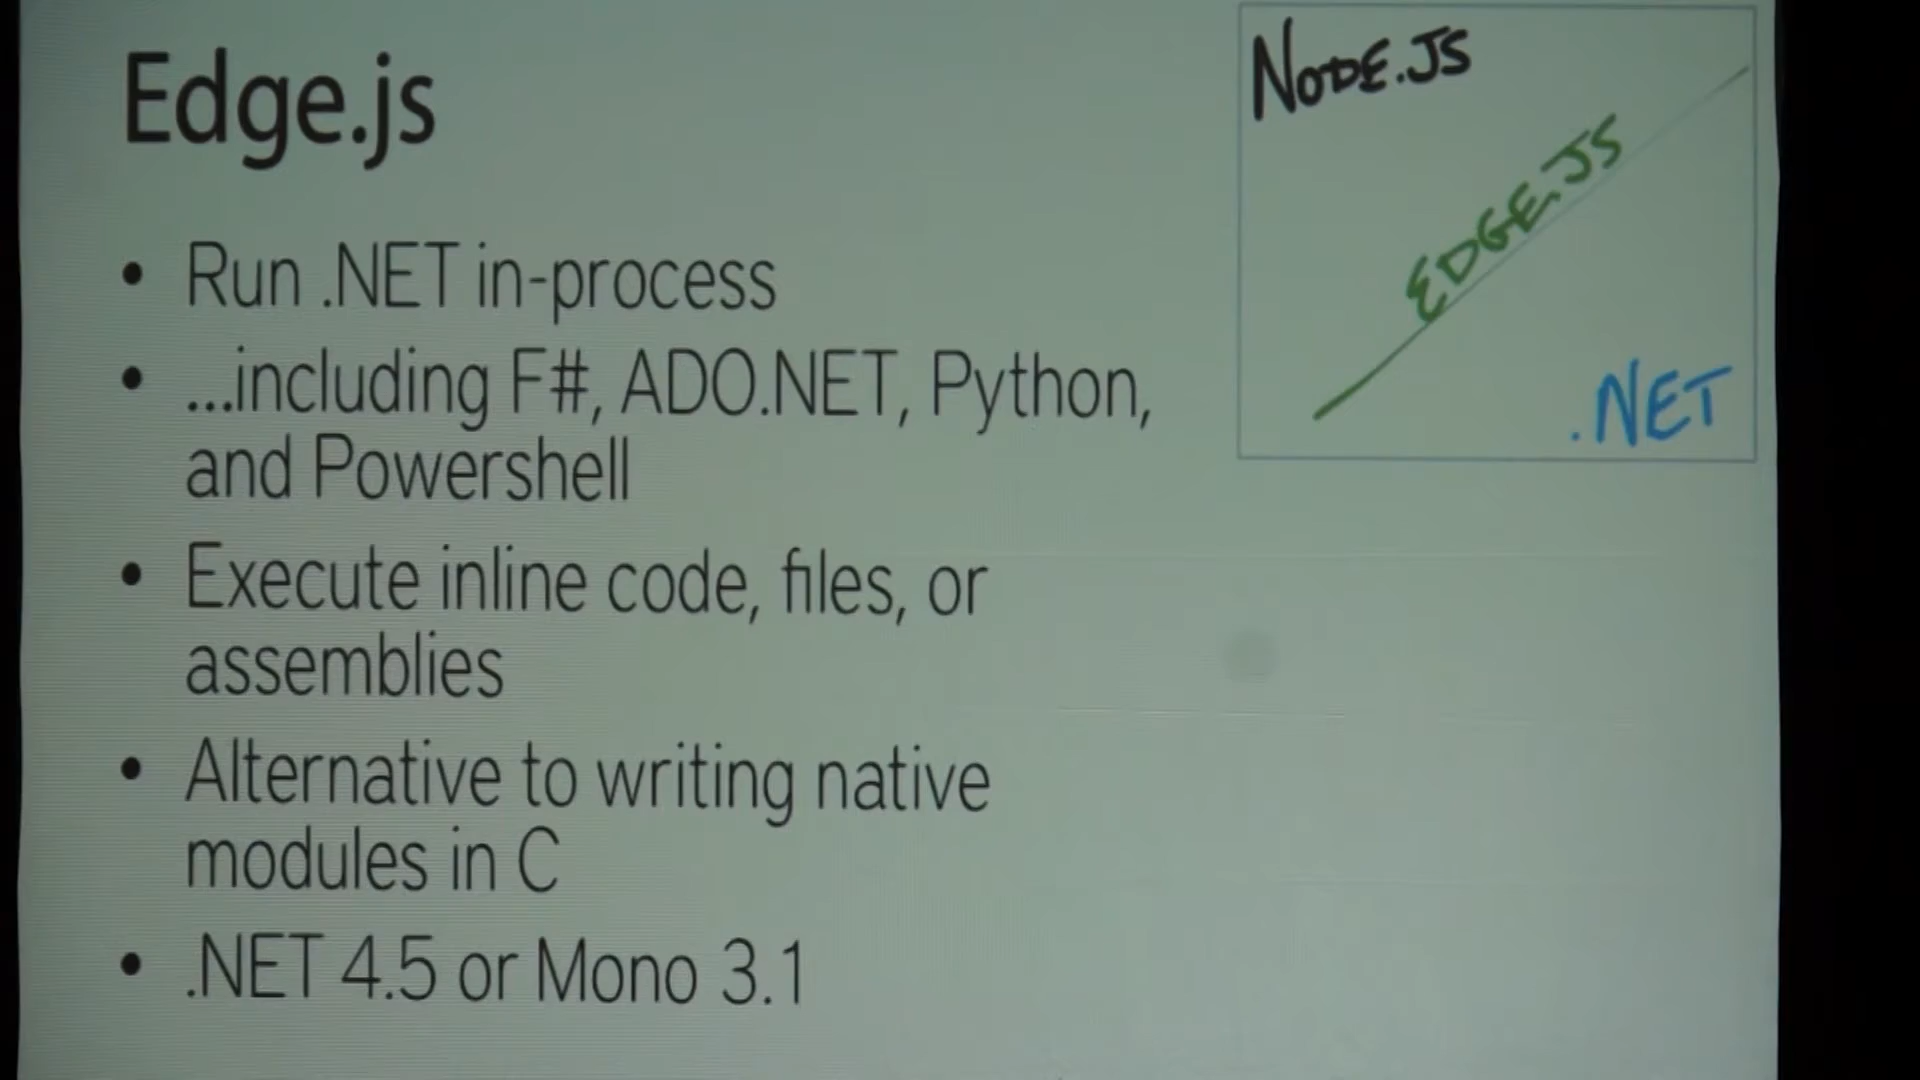 Edge.js
• Run .NET in-process
• ...including F#, ADO.NET, Python,
and Powershell
• Execute inline code, files, or
assemblies
• Alternative to writing native
modules in C
• .NET 4.5 or Mono 3.1
NODE.JS
EDGE.JS
.NET